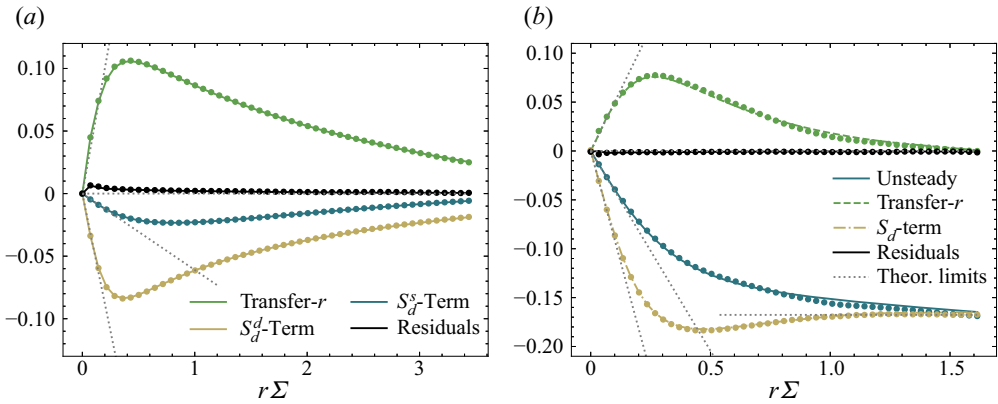 (a)
(b)
0.10
0.05
0
−0.05
−0.10
0
1
2
3
rΣ
Transfer-r
S_d^s-Term
S_d^d-Term
Residuals
0.10
0.05
0
−0.05
−0.10
−0.15
−0.20
0
0.5
1.0
1.5
rΣ
Unsteady
Transfer-r
S_d-term
Residuals
Theor. limits